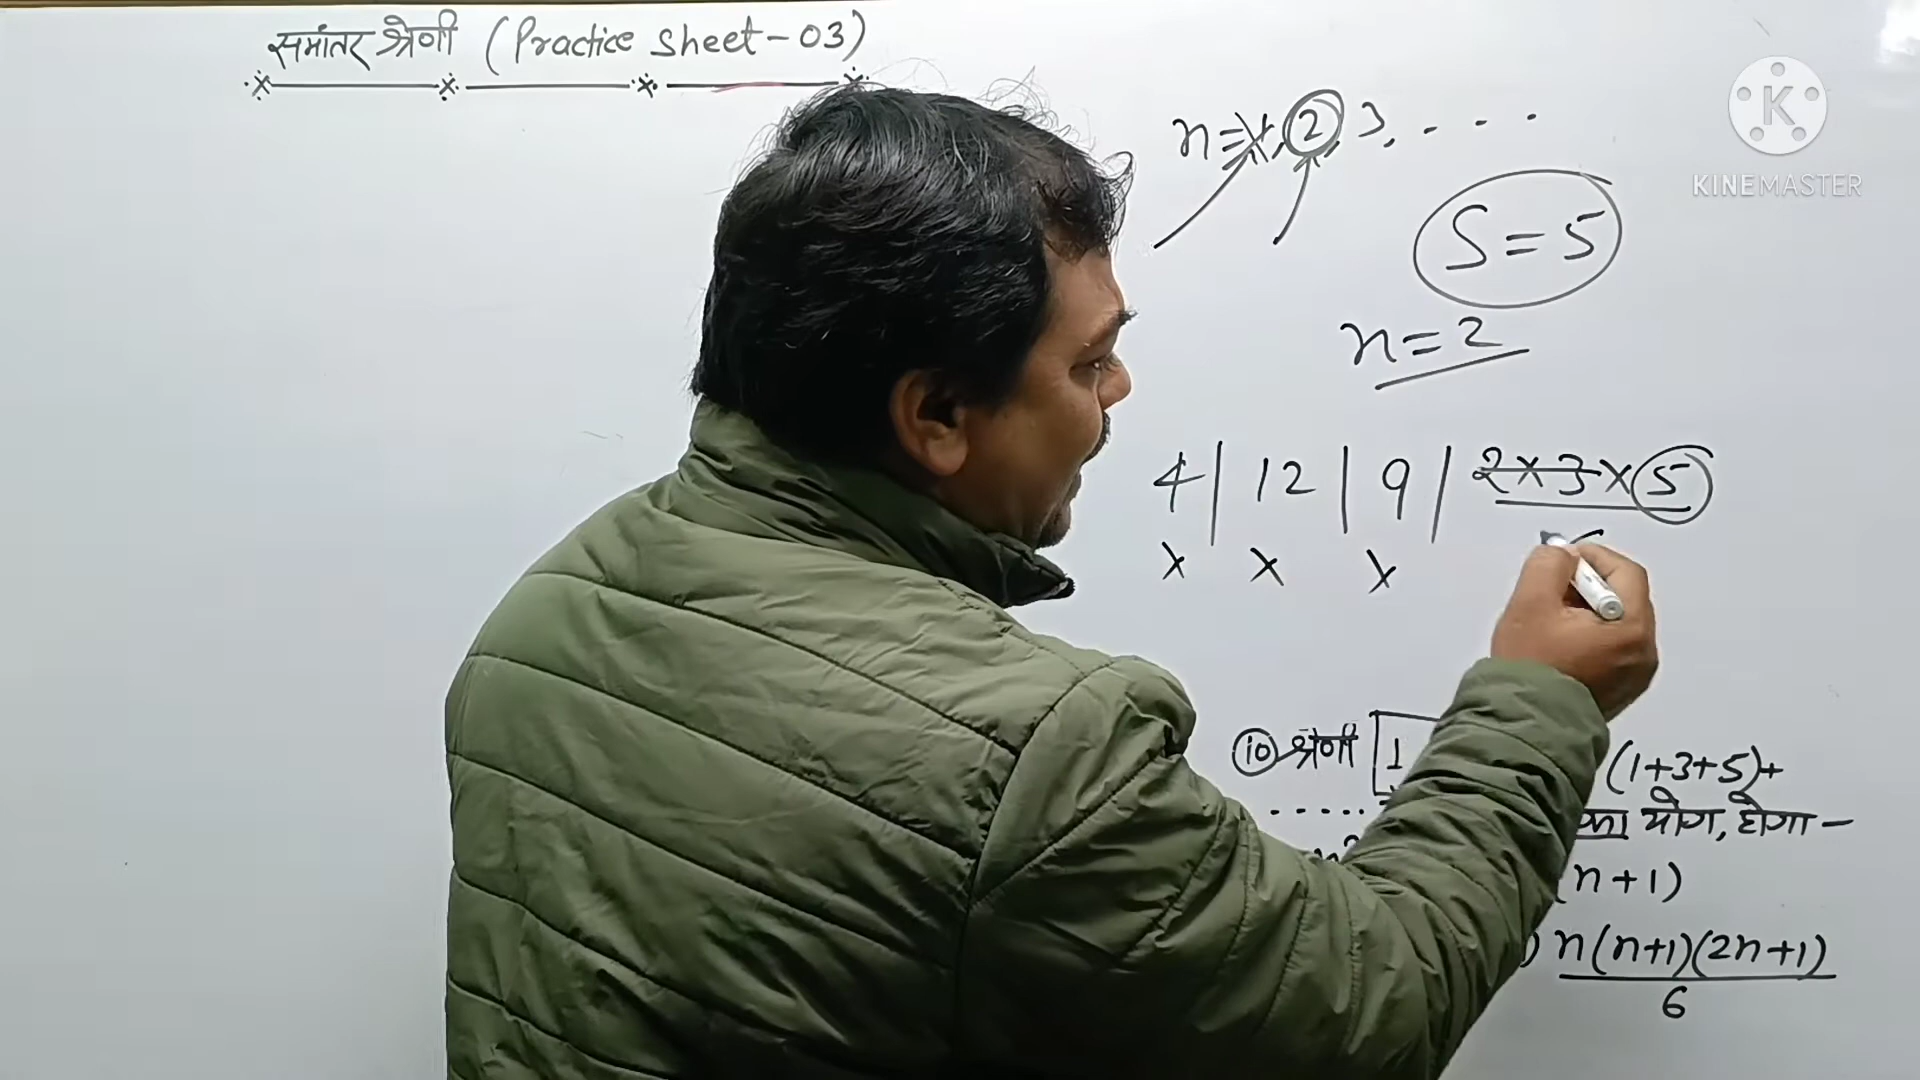 समांतर श्रेणी (Practice Sheet-03)
n=1, 2, 3, - - - -
K
KINEMASTER
S=5
n=2
4 | 12 | 9 | 2×3×5
x x x
10 श्रेणी 1 (1+3+5)+
- - - - - का योग, होगा -
(n+1)
n(n+1)(2n+1)
6